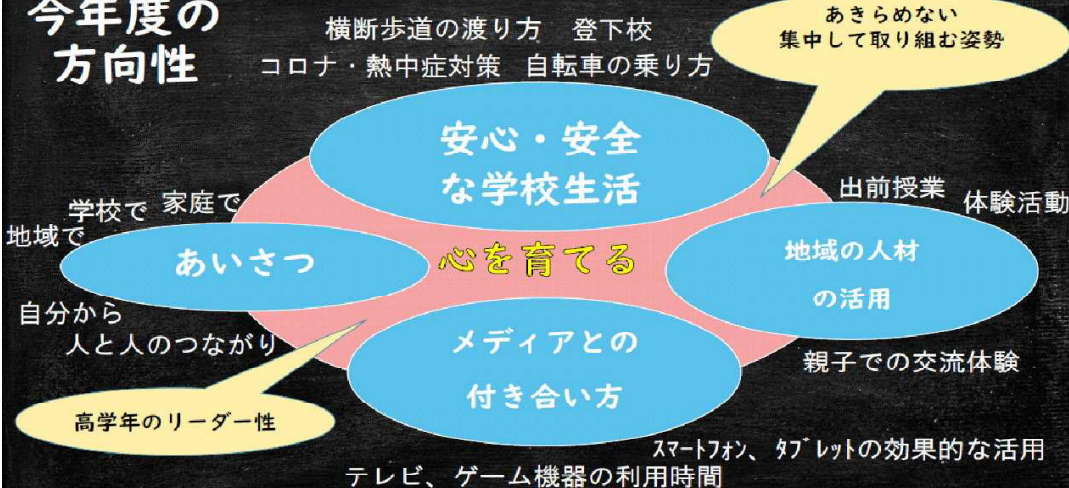 今年度の
方向性
横断歩道の渡り方 登下校
コロナ・熱中症対策 自転車の乗り方
あきらめない
集中して取り組む姿勢
安心・安全
な学校生活
学校で 家庭で
地域で
あいさつ
自分から
人と人のつながり
心を育てる
出前授業 体験活動
地域の人材
の活用
親子での交流体験
メディアとの
付き合い方
高学年のリーダー性
スマートフォン、タブレットの効果的な活用
テレビ、ゲーム機器の利用時間